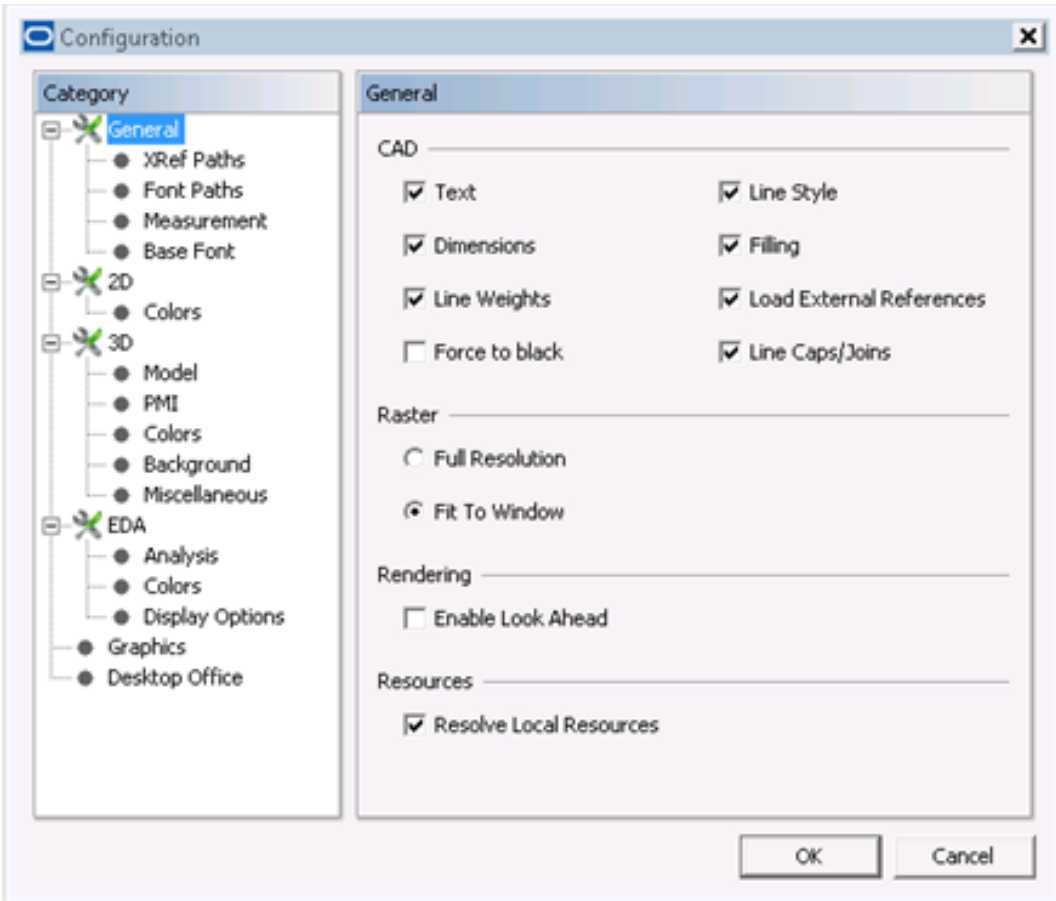 Configuration
Category
General
XRef Paths
Font Paths
Measurement
Base Font
2D
Colors
3D
Model
PMI
Colors
Background
Miscellaneous
EDA
Analysis
Colors
Display Options
Graphics
Desktop Office
General
CAD
Text
Line Style
Dimensions
Filling
Line Weights
Load External References
Force to black
Line Caps/Joins
Raster
Full Resolution
Fit To Window
Rendering
Enable Look Ahead
Resources
Resolve Local Resources
OK
Cancel